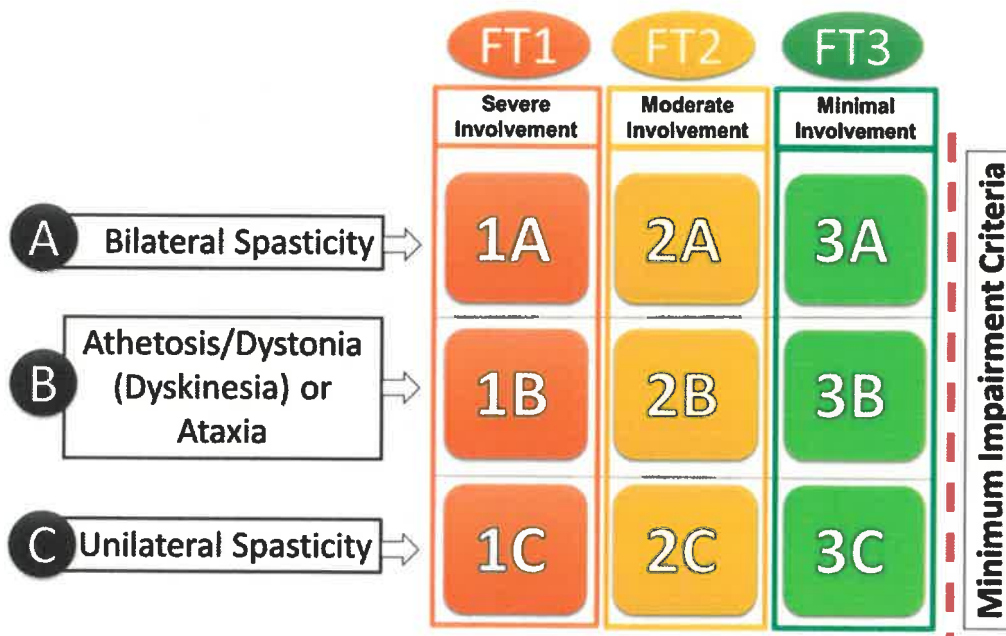 FT1 FT2 FT3
Severe Involvement
Moderate Involvement
Minimal Involvement
A Bilateral Spasticity
1A 2A 3A
B Athetosis/Dystonia
(Dyskinesia) or
Ataxia
1B 2B 3B
C Unilateral Spasticity
1C 2C 3C
Minimum Impairment Criteria